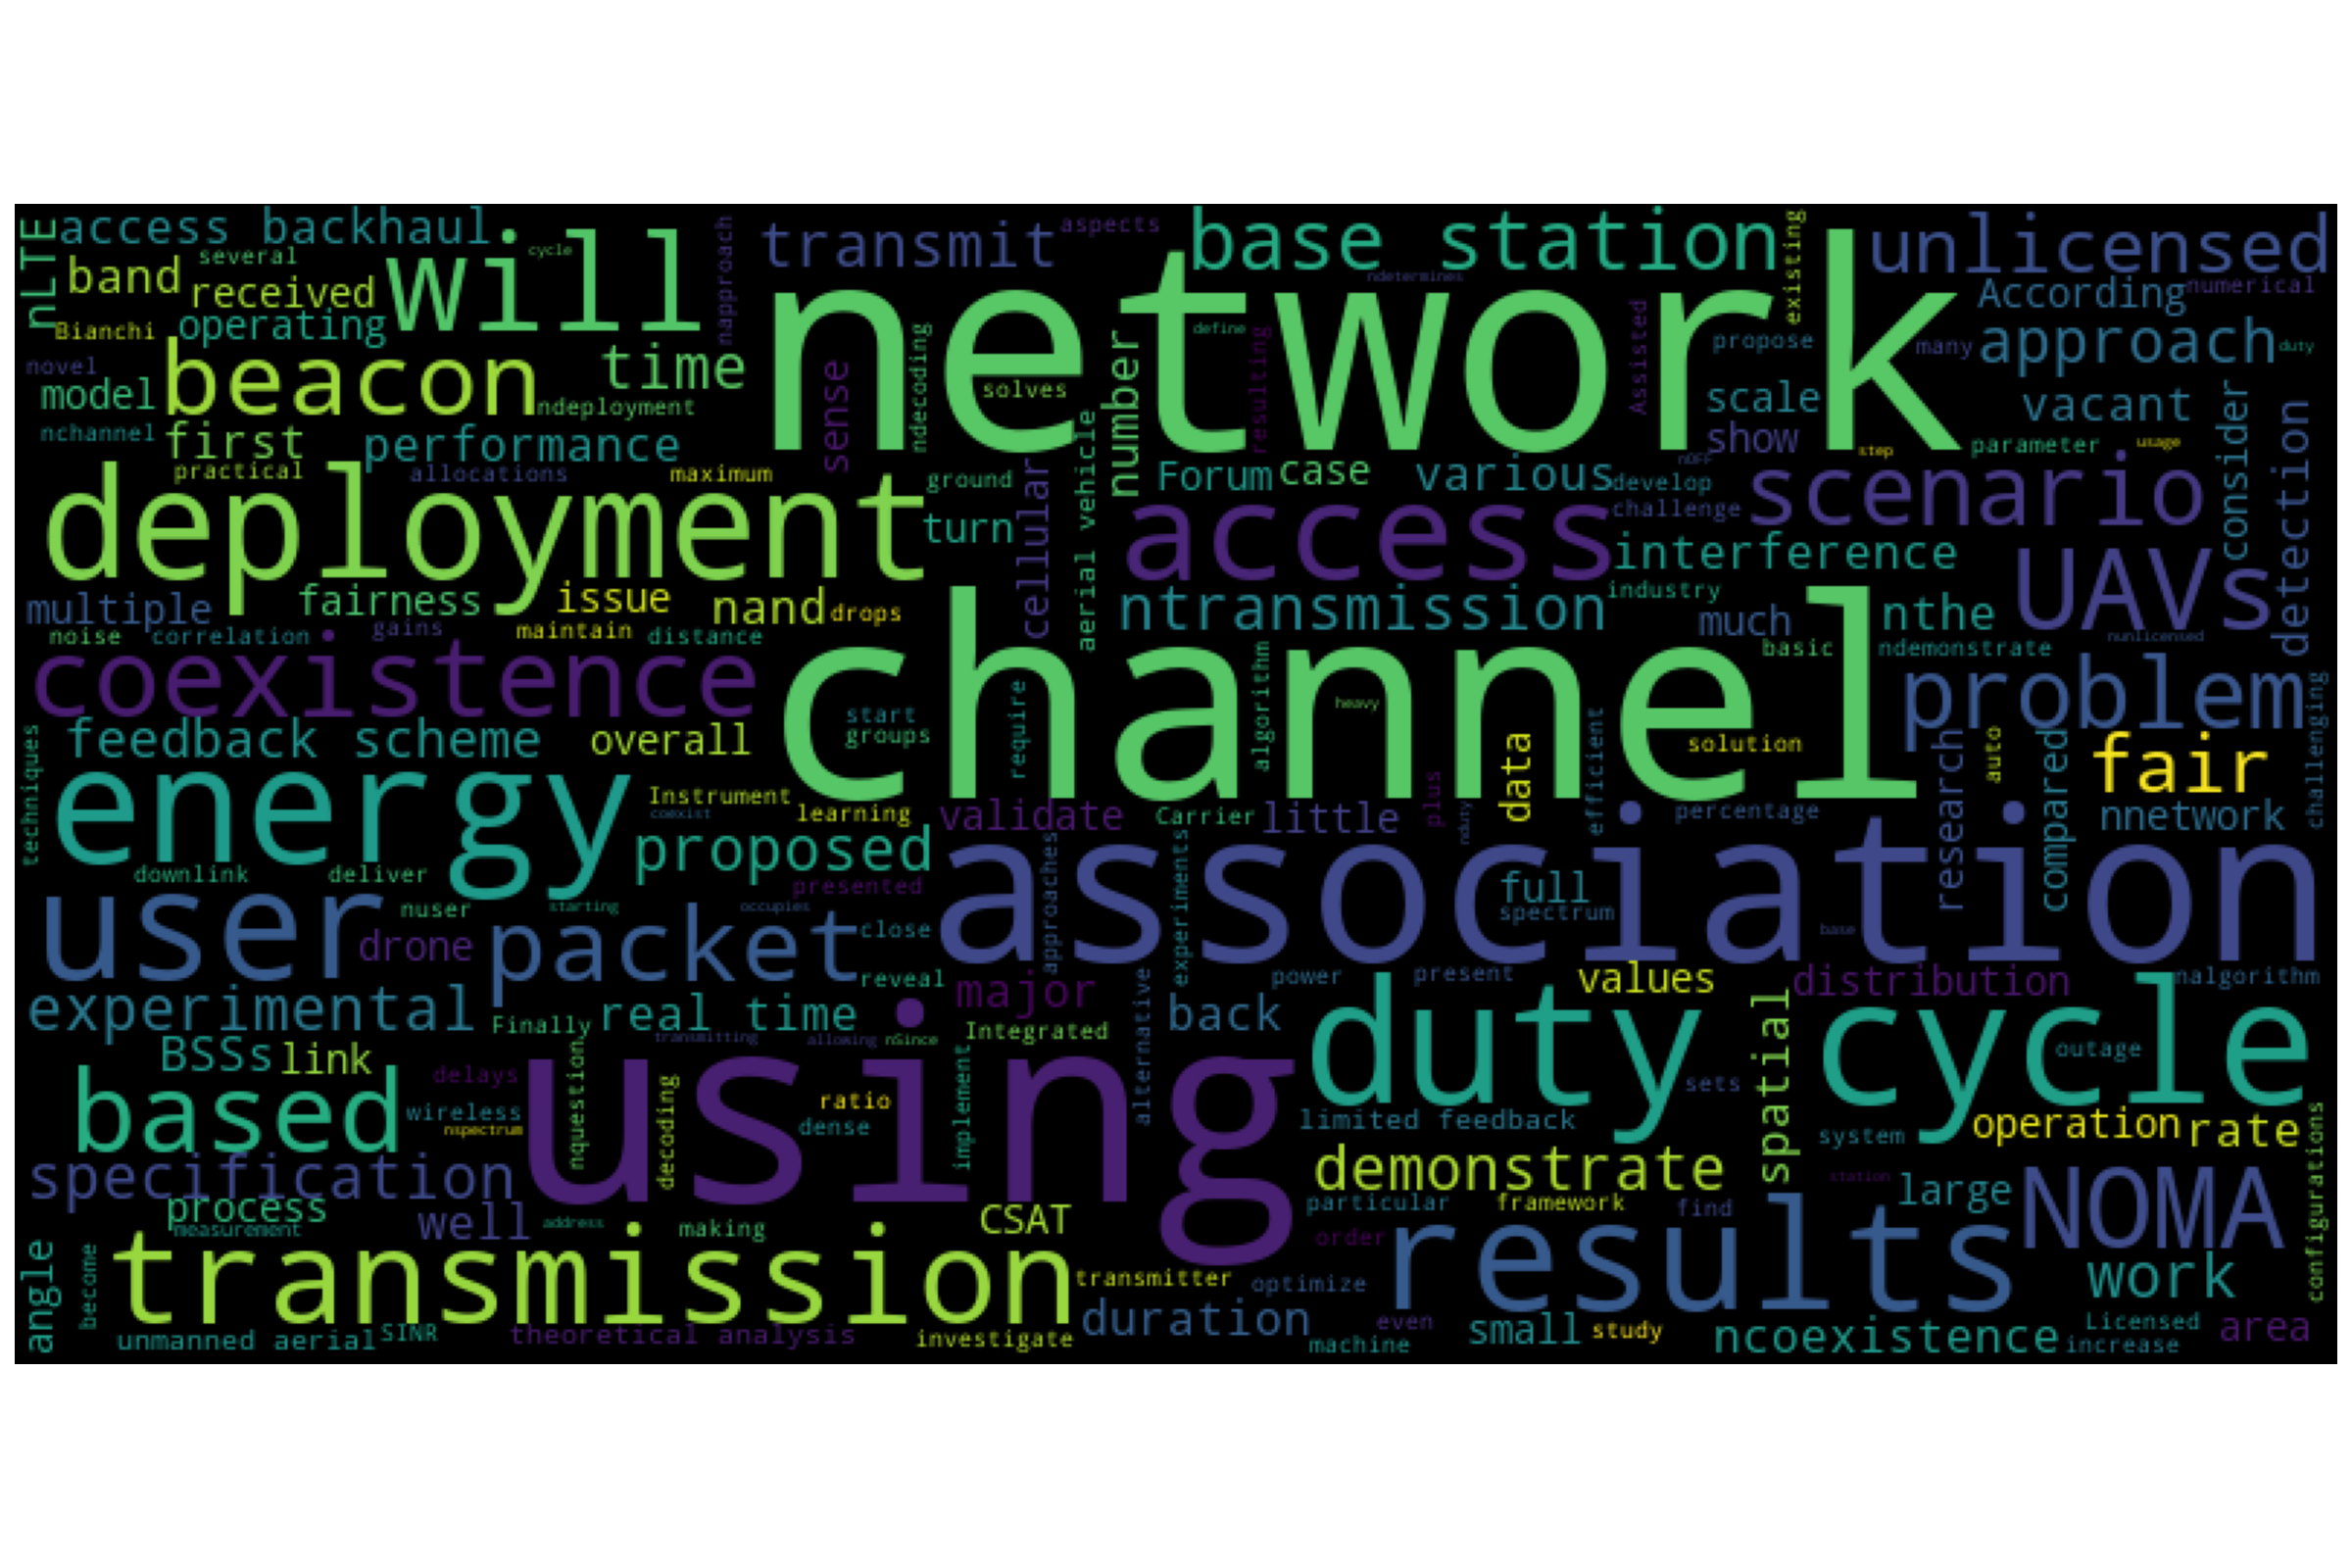 nLTE
access backhaul
several
cycle
will
napproach
transmit
aspects
base station
ndetermines
existing
unlicensed
band
received
According
numerical
Bianchi
operating
network
define
propose
many
approach
duty
novel
model
beacon
time
sense
ndecoding
solves
number
resulting
Assisted
scale
vacant
ndeployment
nchannel
first
performance
show
parameter
usage
step
consider
detection
practical
allocations
maximum
ground
cellular
aerial vehicle
Forum
case
various
nOFF
develop
scenario
deployment
turn
access
challenge
interference
multiple
fairness
issue
nand
drops
ntransmission
industry
much
nthe
UAVs
noise
correlation
gains
maintain
distance
basic
ndemonstrate
nunlicensed
coexistence
channel
problem
techniques
feedback scheme
overall
start
groups
require
algorithm
heavy
efficient
data
solution
research
auto
compared
fair
challenging
energy
Instrument
coexist
learning
validate
Carrier
little
plus
nduty
percentage
nnetwork
proposed
downlink
deliver
presented
association
approaches
experiments
full
spectrum
user
nuser
starting
occupies
drone
packet
close
base
reveal
major
power
present
values
distribution
nalgorithm
experimental
Finally
real time
back
duty cycle
transmitting
allowing
nSince
Integrated
alternative
spatial
outage
BSSs
link
delays
using
nquestion
decoding
ratio
dense
implement
sets
based
wireless
nspectrum
limited feedback
system
operation
rate
configurations
specification
demonstrate
station
process
measurement
well
address
making
CSAT
particular
framework
find
large
NOMA
order
results
angle
become
transmission
transmitter
optimize
work
unmanned aerial
SINR
theoretical analysis
investigate
duration
machine
even
small
study
ncoexistence
Licensed
increase
area